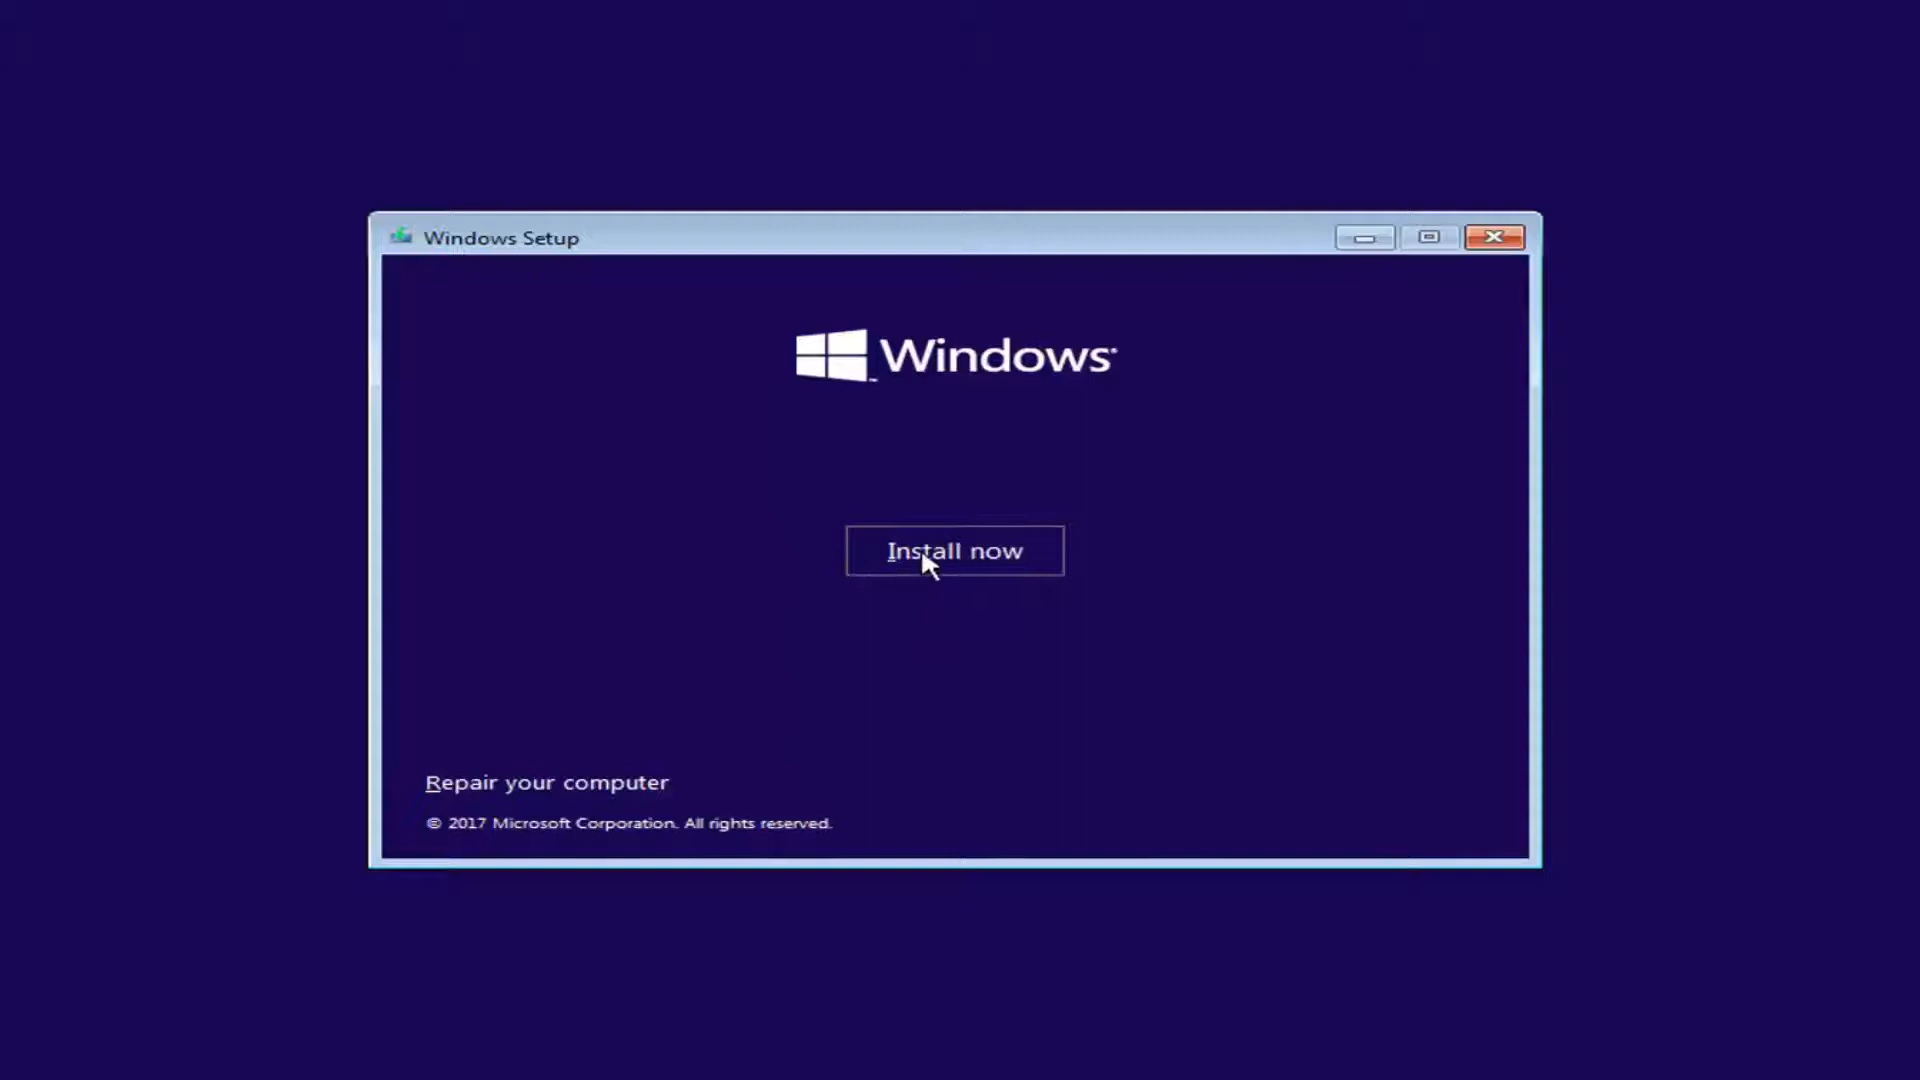 Windows Setup
Windows
Install now
Repair your computer
© 2017 Microsoft Corporation. All rights reserved.